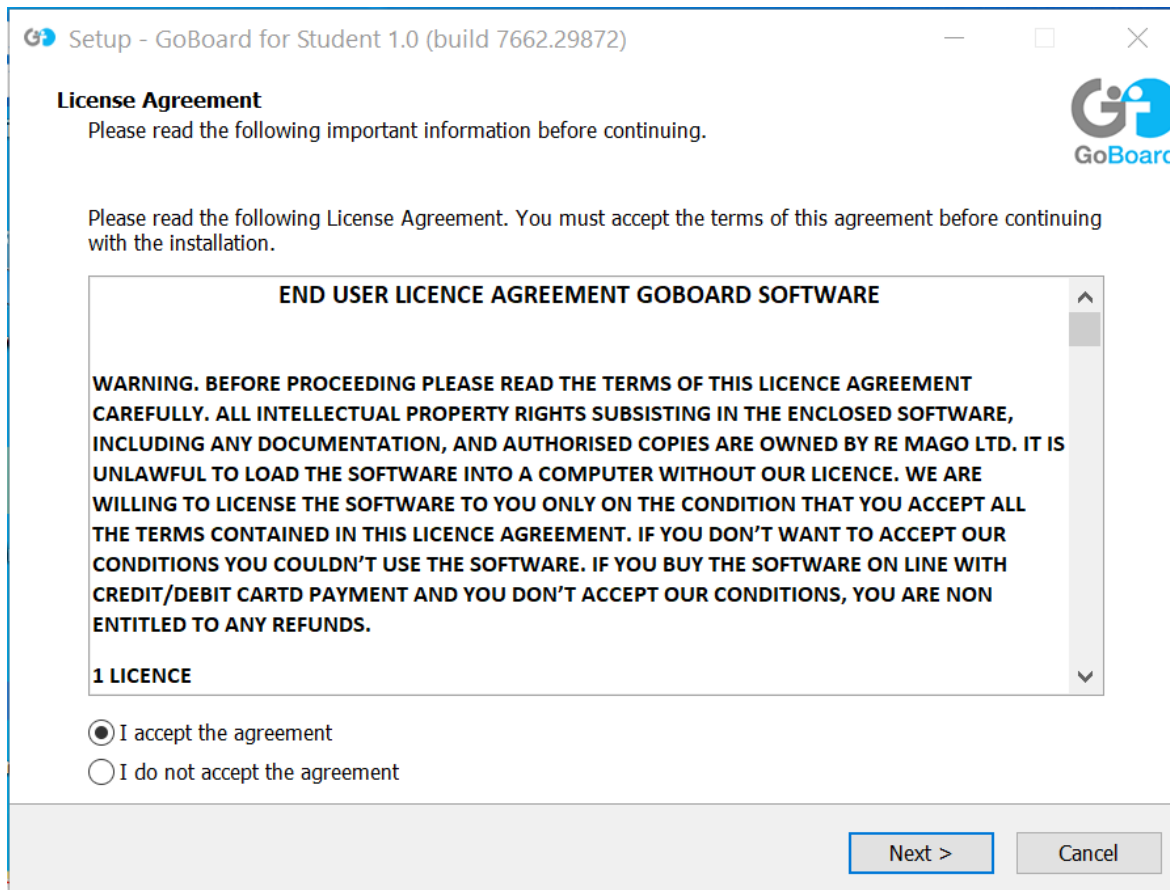 Setup - GoBoard for Student 1.0 (build 7662.29872)
License Agreement
Please read the following important information before continuing.
GoBoard
Please read the following License Agreement. You must accept the terms of this agreement before continuing
with the installation.
END USER LICENCE AGREEMENT GOBOARD SOFTWARE
WARNING. BEFORE PROCEEDING PLEASE READ THE TERMS OF THIS LICENCE AGREEMENT
CAREFULLY. ALL INTELLECTUAL PROPERTY RIGHTS SUBSISTING IN THE ENCLOSED SOFTWARE,
INCLUDING ANY DOCUMENTATION, AND AUTHORISED COPIES ARE OWNED BY RE MAGO LTD. IT IS
UNLAWFUL TO LOAD THE SOFTWARE INTO A COMPUTER WITHOUT OUR LICENCE. WE ARE
WILLING TO LICENSE THE SOFTWARE TO YOU ONLY ON THE CONDITION THAT YOU ACCEPT ALL
THE TERMS CONTAINED IN THIS LICENCE AGREEMENT. IF YOU DON'T WANT TO ACCEPT OUR
CONDITIONS YOU COULDN'T USE THE SOFTWARE. IF YOU BUY THE SOFTWARE ON LINE WITH
CREDIT/DEBIT CARTD PAYMENT AND YOU DON'T ACCEPT OUR CONDITIONS, YOU ARE NON
ENTITLED TO ANY REFUNDS.
1 LICENCE
I accept the agreement
I do not accept the agreement
Next >
Cancel